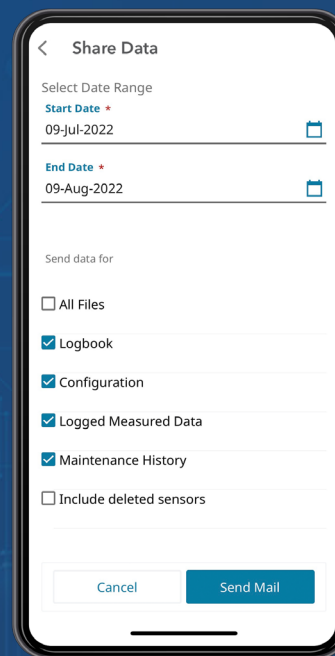 Share Data
Select Date Range
Start Date *
09-Jul-2022
End Date *
09-Aug-2022
Send data for
All Files
Logbook
Configuration
Logged Measured Data
Maintenance History
Include deleted sensors
Cancel
Send Mail